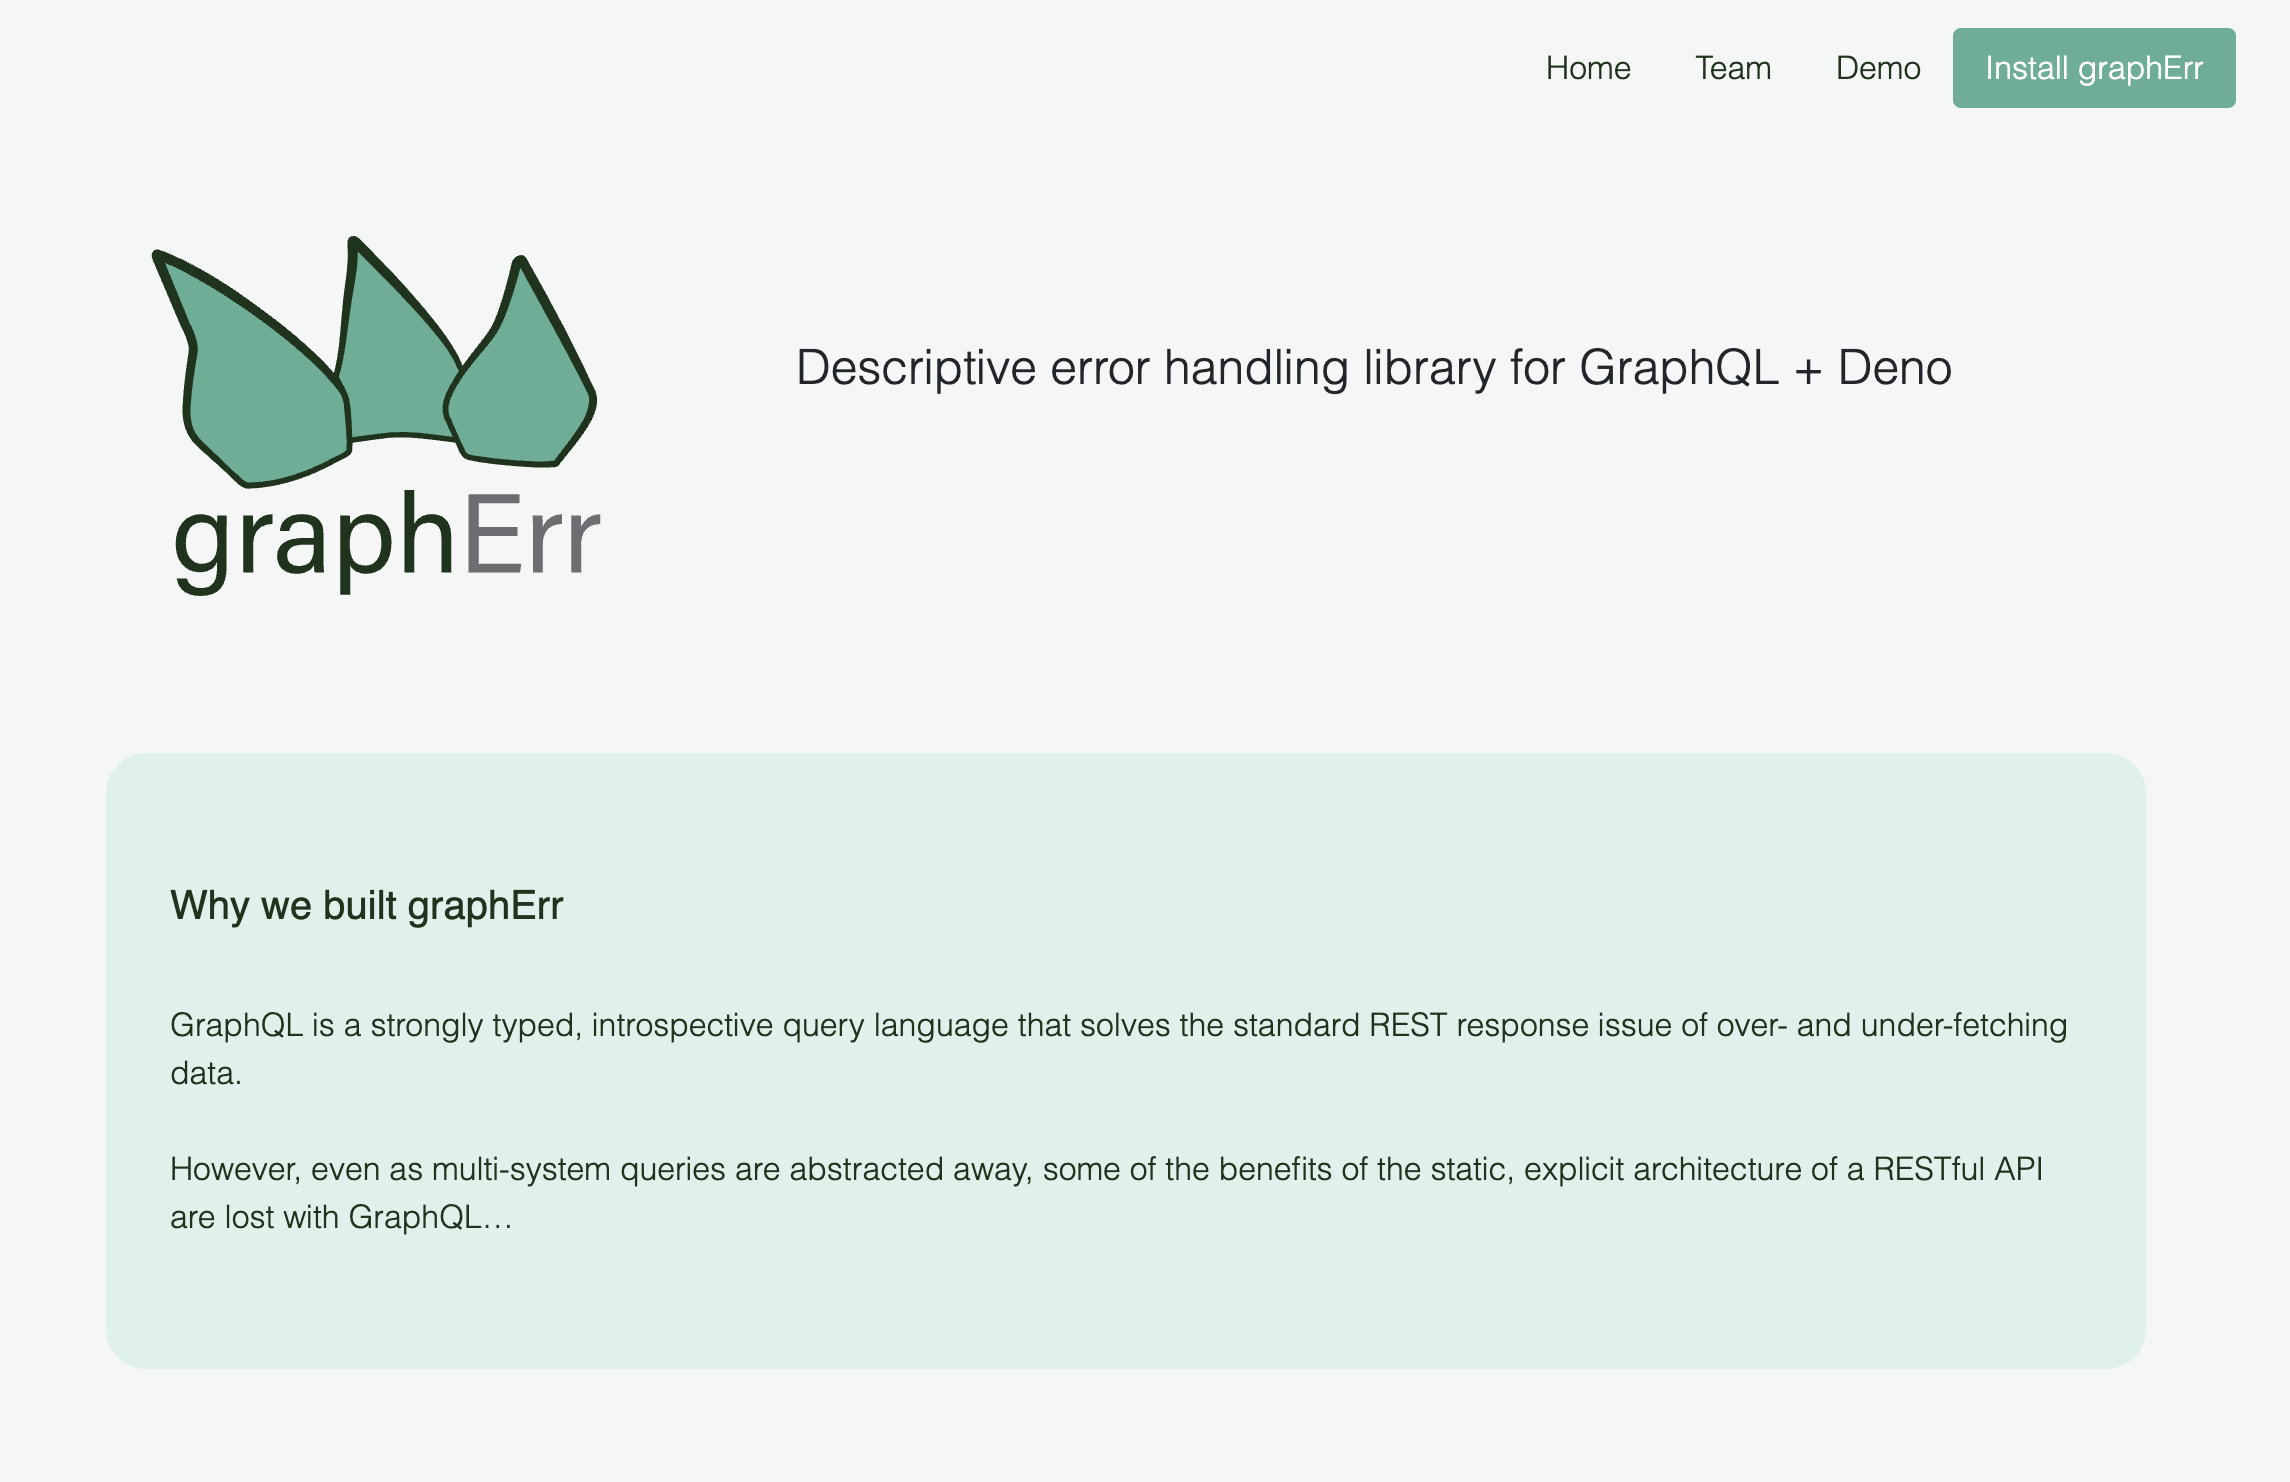 Home Team Demo Install graphErr
Descriptive error handling library for GraphQL + Deno
graphErr
Why we built graphErr
GraphQL is a strongly typed, introspective query language that solves the standard REST response issue of over- and under-fetching
data.
However, even as multi-system queries are abstracted away, some of the benefits of the static, explicit architecture of a RESTful API
are lost with GraphQL…